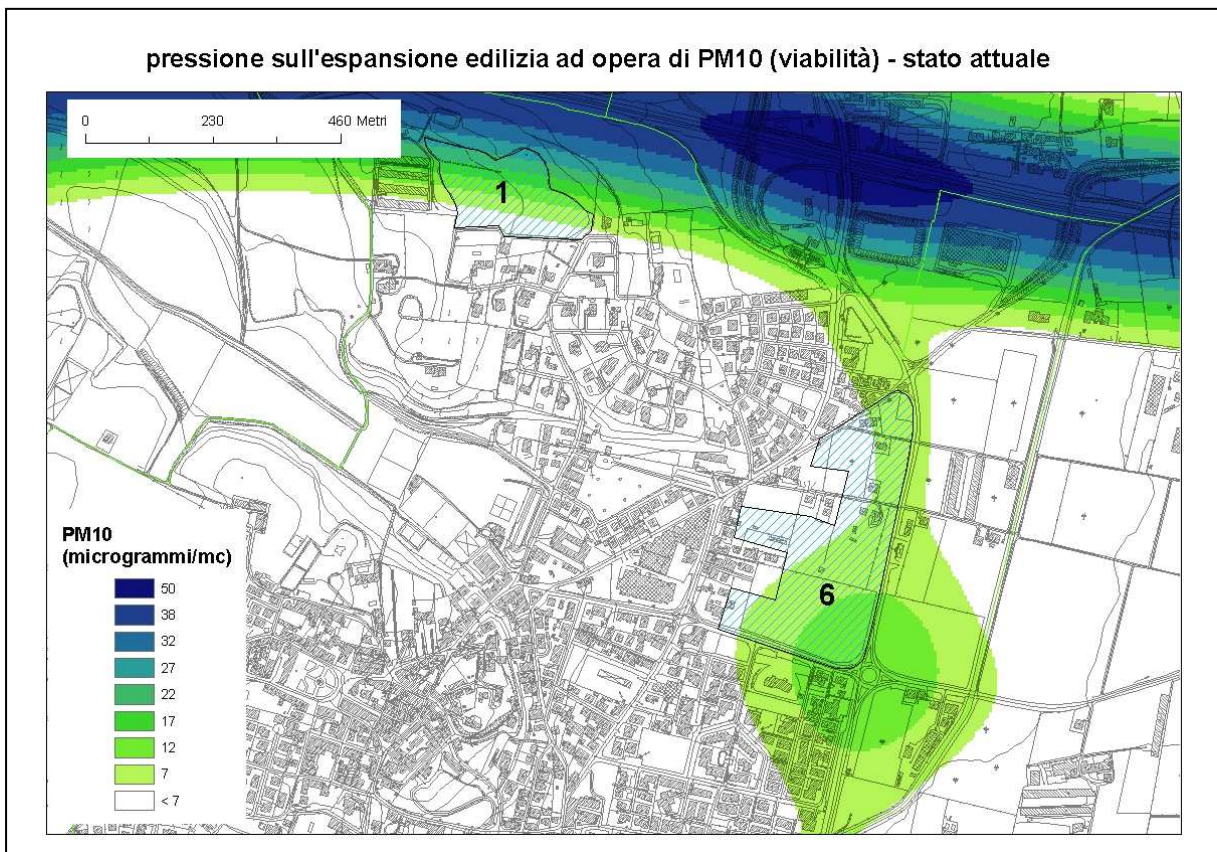 pressione sull'espansione edilizia ad opera di PM10 (viabilità) - stato attuale
0 230 460 Metri
1
6
PM10
(microgrammi/mc)
50
38
32
27
22
17
12
7
< 7